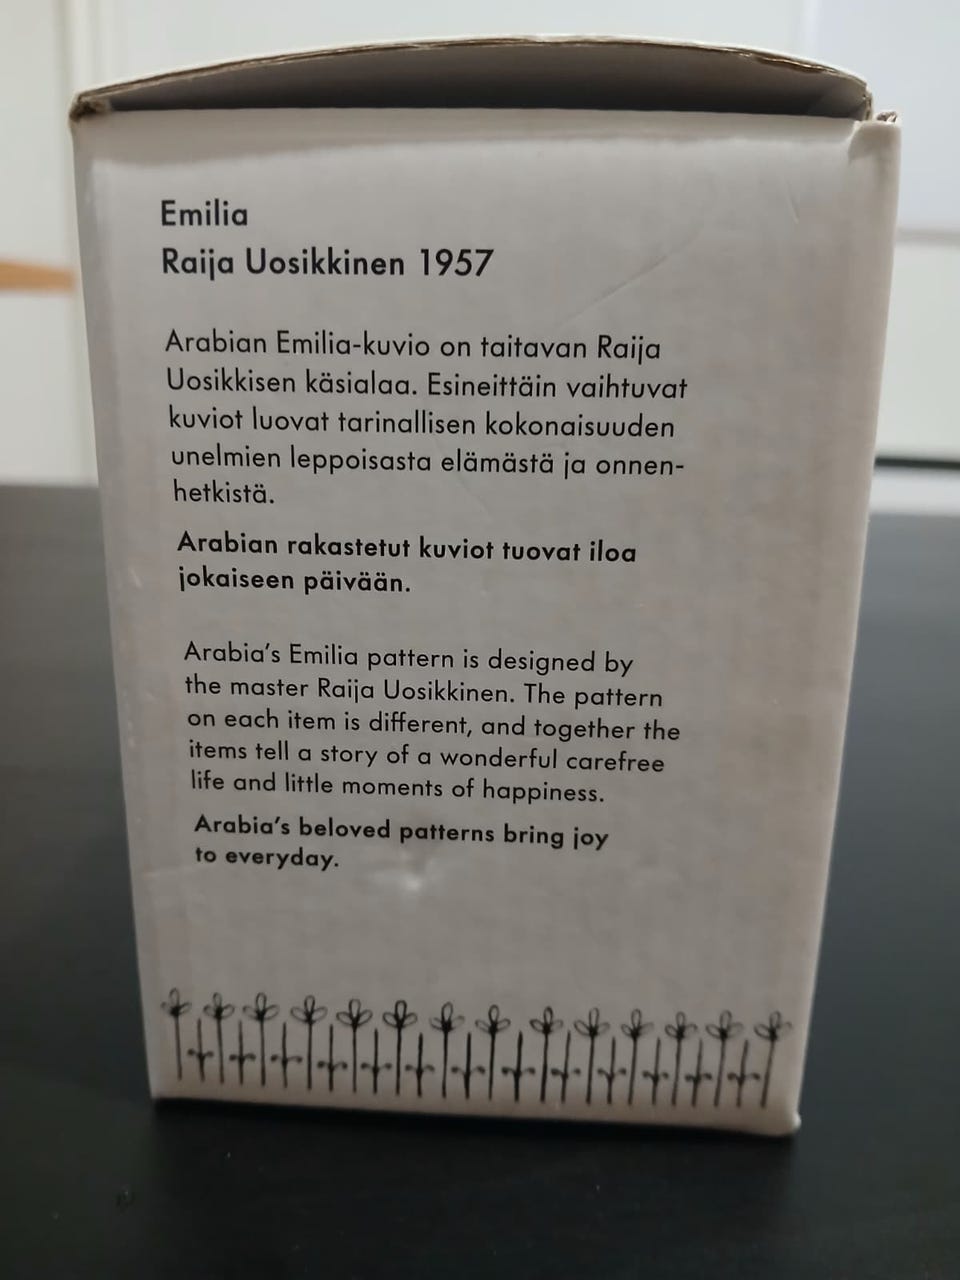 Emilia
Raija Uosikkinen 1957
Arabian Emilia-kuvio on taitavan Raija
Uosikkisen käsialaa. Esineittäin vaihtuvat
kuviot luovat tarinallisen kokonaisuuden
unelmien leppoisasta elämästä ja onnen-
hetkistä.
Arabian rakastetut kuviot tuovat iloa
jokaiseen päivään.
Arabia's Emilia pattern is designed by
the master Raija Uosikkinen. The pattern
on each item is different, and together the
items tell a story of a wonderful carefree
life and little moments of happiness.
Arabia's beloved patterns bring joy
to everyday.